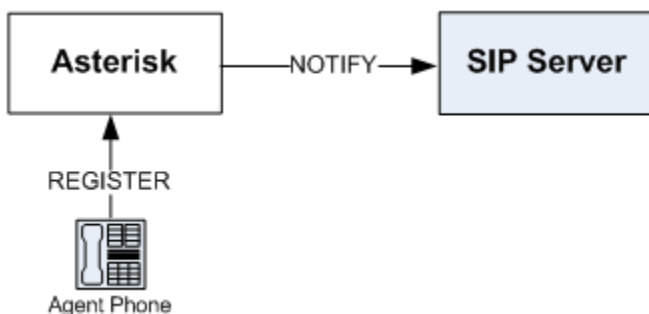 Asterisk
NOTIFY
SIP Server
REGISTER
Agent Phone